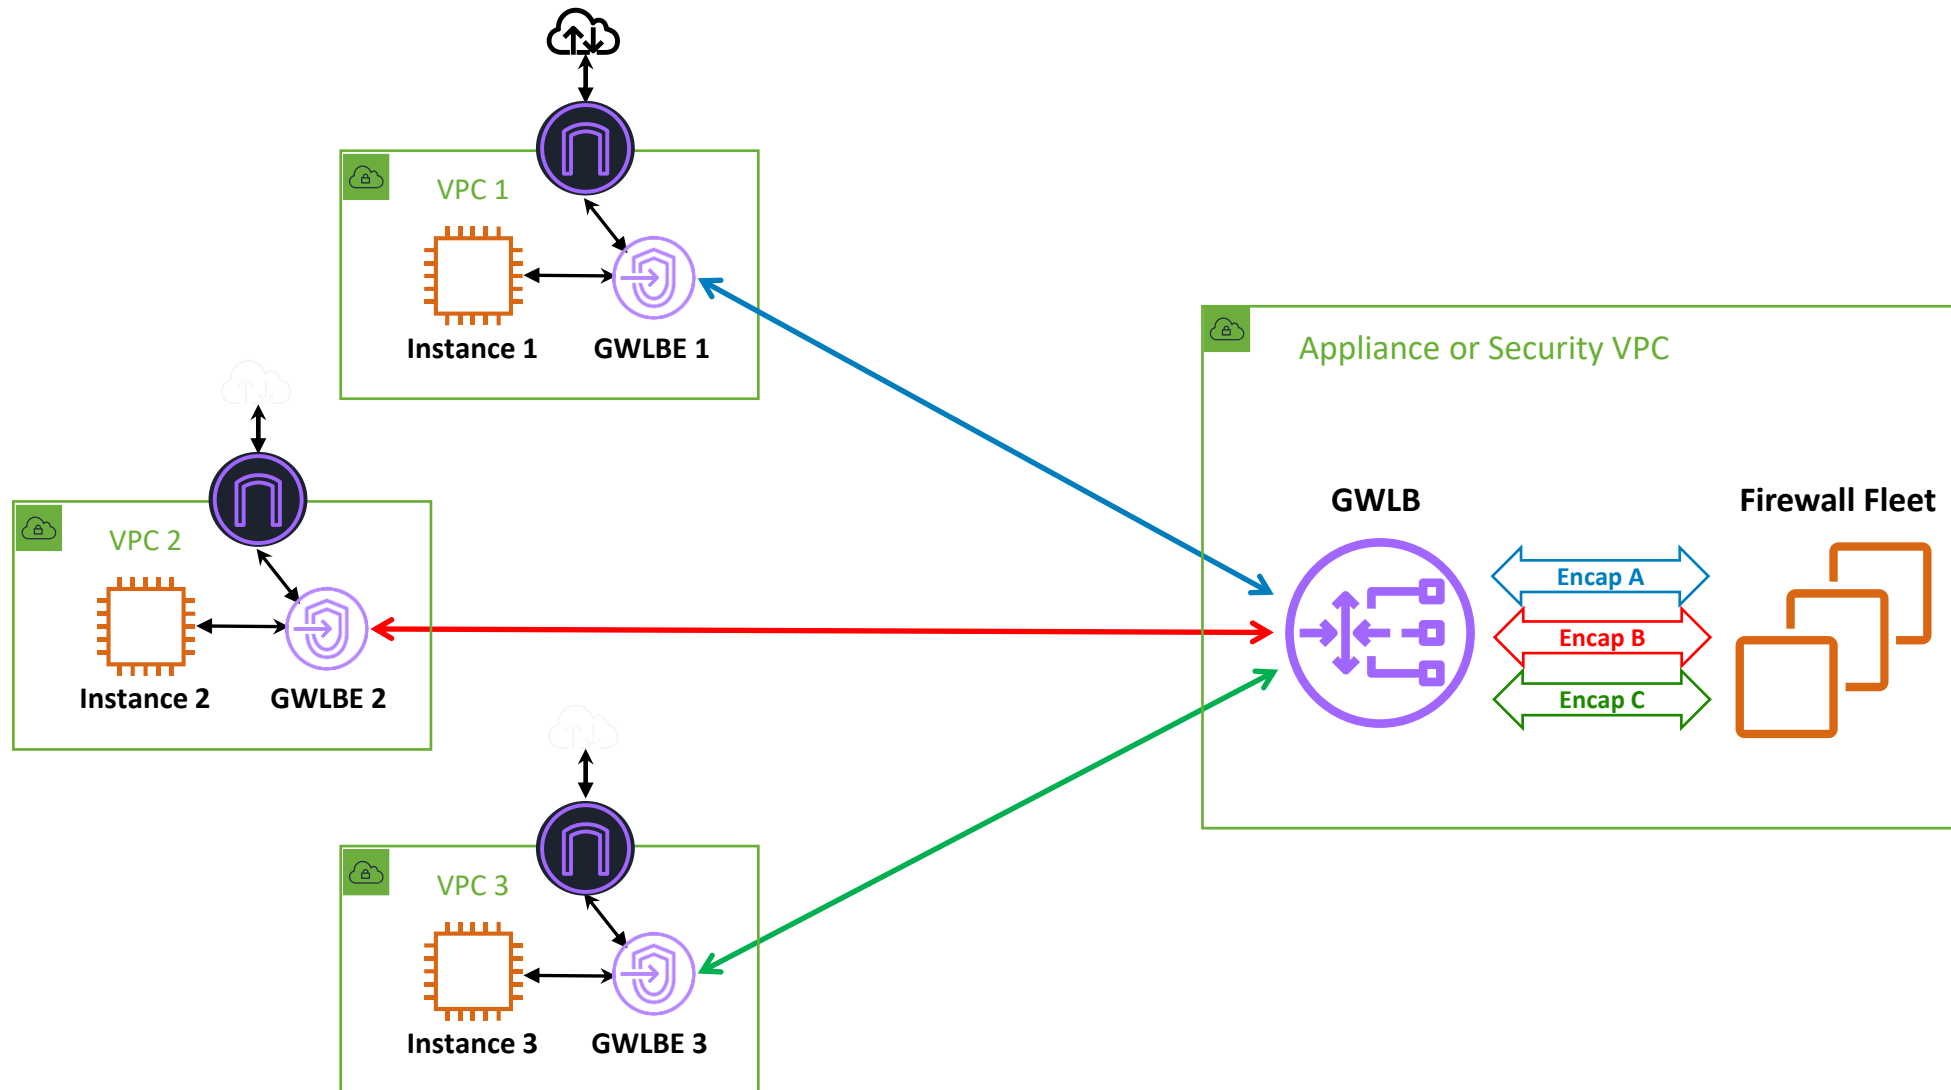 VPC 1
Instance 1
GWLBE 1
VPC 2
Instance 2
GWLBE 2
VPC 3
Instance 3
GWLBE 3
Appliance or Security VPC
GWLB
Firewall Fleet
Encap A
Encap B
Encap C